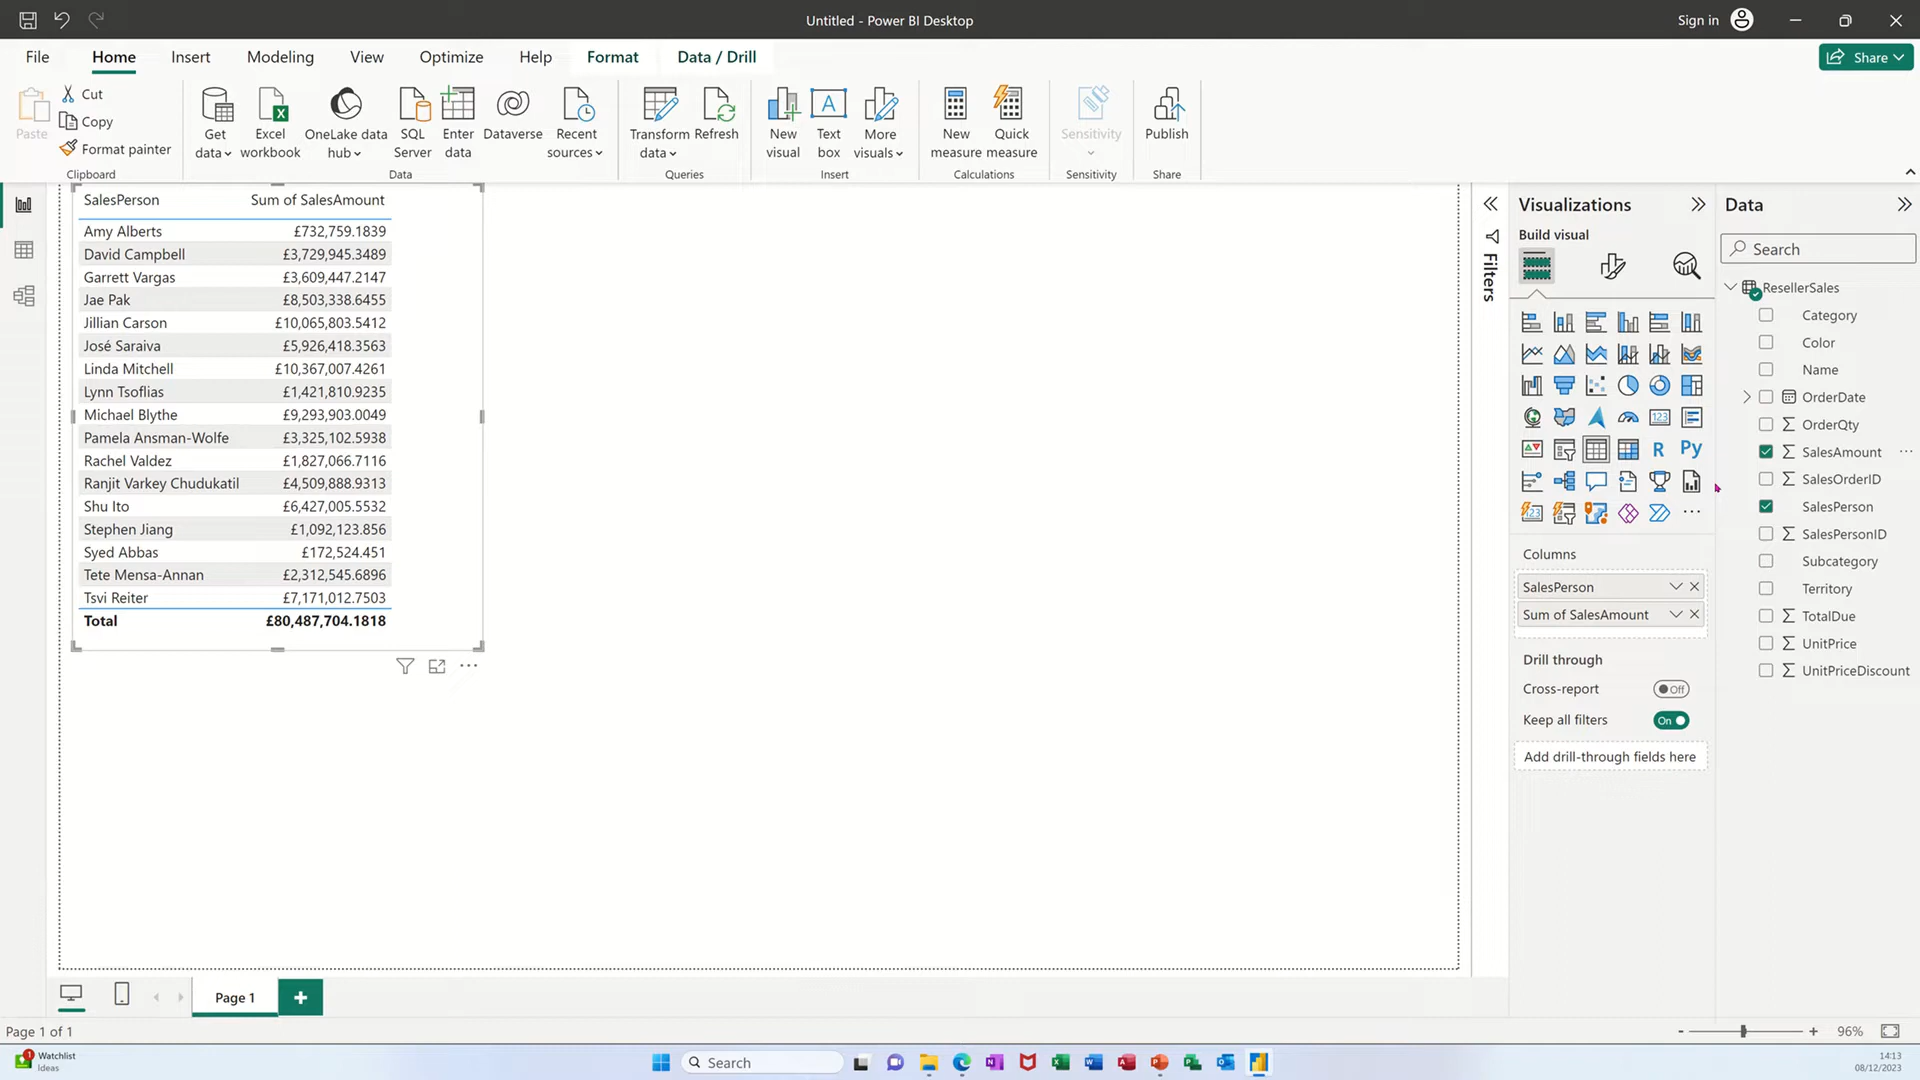 Untitled - Power BI Desktop
Sign in
File
Home
Insert
Modeling
View
Optimize
Help
Format
Data / Drill
Share
Paste
Cut
Copy
Format painter
Get data
Excel workbook
OneLake data hub
SQL Server
Enter data
Dataverse
Recent sources
Transform data
Refresh
New visual
Text box
More visuals
New measure
Quick measure
Sensitivity
Publish
Clipboard
Data
Queries
Insert
Calculations
Sensitivity
Share
SalesPerson Sum of SalesAmount
Amy Alberts £732,759.1839
David Campbell £3,729,945.3489
Garrett Vargas £3,609,447.2147
Jae Pak £8,503,338.6455
Jillian Carson £10,065,803.5412
José Saraiva £5,926,418.3563
Linda Mitchell £10,367,007.4261
Lynn Tsoflias £1,421,810.9235
Michael Blythe £9,293,903.0049
Pamela Ansman-Wolfe £3,325,102.5938
Rachel Valdez £1,827,066.7116
Ranjit Varkey Chudukatil £4,509,888.9313
Shu Ito £6,427,005.5532
Stephen Jiang £1,092,123.856
Syed Abbas £172,524.451
Tete Mensa-Annan £2,312,545.6896
Tsvi Reiter £7,171,012.7503
Total £80,487,704.1818
Filters
Visualizations
Build visual
123
R
Py
123
Columns
SalesPerson
Sum of SalesAmount
Drill through
Cross-report
Off
Keep all filters
On
Add drill-through fields here
Data
Search
ResellerSales
Category
Color
Name
OrderDate
OrderQty
SalesAmount
SalesOrderID
SalesPerson
SalesPersonID
Subcategory
Territory
TotalDue
UnitPrice
UnitPriceDiscount
Page 1
Page 1 of 1
96%
Watchlist
Ideas
Search
14:13
08/12/2023